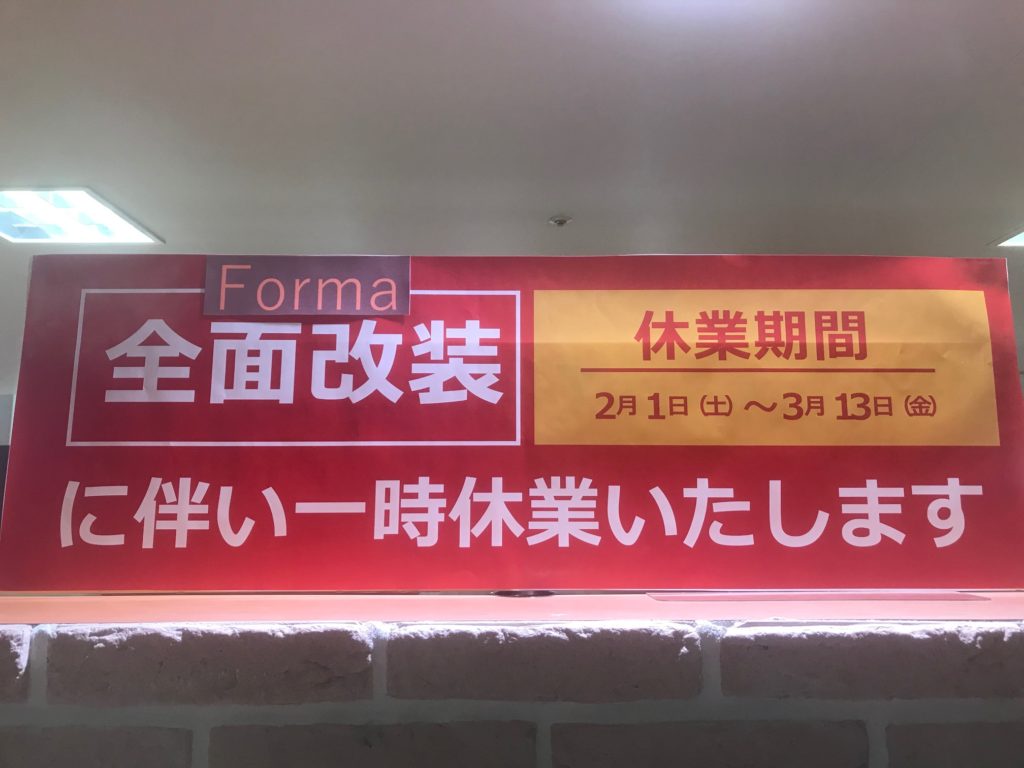 Forma
全面改装
休業期間
2月1日(土)～3月13日(金)
に伴い一時休業いたします